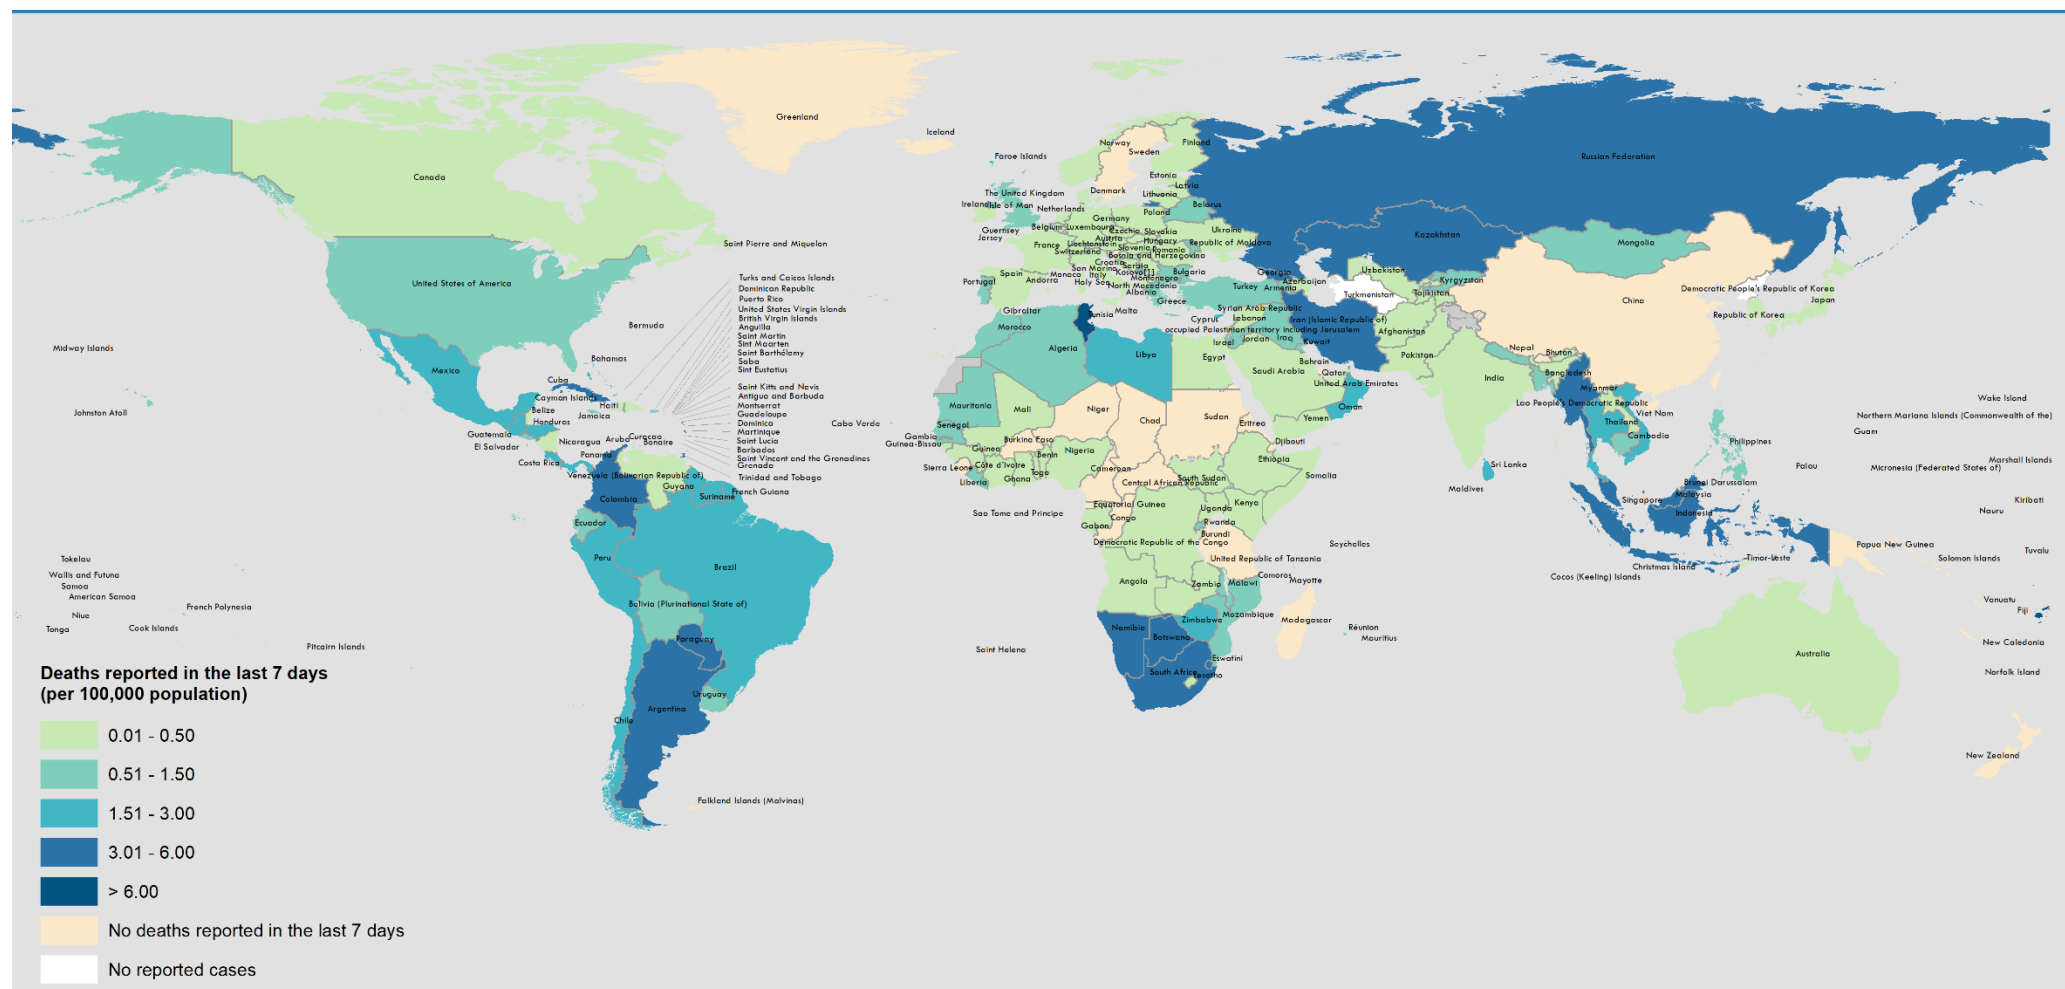 Greenland
Iceland
Norway
Sweden
Finland
Faroe Islands
Russian Federation
Canada
Estonia
Latvia
Denmark
Lithuania
The United Kingdom
Ireland
Isle of Man
Netherlands
Poland
Belarus
Germany
Guernsey
Jersey
Belgium
Luxembourg
Czechia
Slovakia
Ukraine
Austria
Kazakhstan
Mongolia
Saint Pierre and Miquelon
France
Liechtenstein
Hungary
Republic of Moldova
Switzerland
Slovenia
Romania
Bosnia and Herzegovina
Croatia
Serbia
San Marino
Spain
Andorra
Monaco
Italy
Kosovo[1]
Bulgaria
Georgia
Uzbekistan
Portugal
Holy See
Montenegro
North Macedonia
Albania
Turkey
Armenia
Azerbaijan
Kyrgyzstan
Tajikistan
Turkmenistan
United States of America
Turks and Caicos Islands
Dominican Republic
Puerto Rico
United States Virgin Islands
British Virgin Islands
Anguilla
Saint Martin
Sint Maarten
Saint Barthélemy
Saba
Sint Eustatius
Greece
China
Democratic People's Republic of Korea
Japan
Republic of Korea
Gibraltar
Tunisia
Malta
Syrian Arab Republic
Cyprus
Lebanon
Iran (Islamic Republic of)
Morocco
occupied Palestinian territory including Jerusalem
Afghanistan
Bermuda
Israel
Jordan
Iraq
Kuwait
Midway Islands
Algeria
Libya
Egypt
Bahamas
Bahrain
Pakistan
Nepal
Bhutan
Mexico
Saudi Arabia
Qatar
United Arab Emirates
India
Bangladesh
Cuba
Myanmar
Cayman Islands
Haiti
Saint Kitts and Nevis
Antigua and Barbuda
Montserrat
Guadeloupe
Dominica
Martinique
Saint Lucia
Barbados
Saint Vincent and the Grenadines
Grenada
Trinidad and Tobago
Johnston Atoll
Belize
Jamaica
Honduras
Mauritania
Mali
Niger
Chad
Sudan
Oman
Yemen
Eritrea
Lao People's Democratic Republic
Viet Nam
Wake Island
Northern Mariana Islands (Commonwealth of the)
Guam
Cabo Verde
Senegal
Gambia
Guinea-Bissau
Guatemala
El Salvador
Nicaragua
Aruba
Curaçao
Bonaire
Burkina Faso
Djibouti
Thailand
Cambodia
Philippines
Guinea
Benin
Nigeria
Costa Rica
Panama
Sierra Leone
Côte d'Ivoire
Togo
Ghana
Liberia
Cameroon
Central African Republic
South Sudan
Ethiopia
Somalia
Sri Lanka
Maldives
Palau
Marshall Islands
Micronesia (Federated States of)
Venezuela (Bolivarian Republic of)
Guyana
Suriname
French Guiana
Colombia
Brunei Darussalam
Malaysia
Singapore
Indonesia
Kiribati
Nauru
Sao Tome and Principe
Equatorial Guinea
Congo
Gabon
Uganda
Kenya
Rwanda
Burundi
Ecuador
Democratic Republic of the Congo
Seychelles
Peru
Brazil
United Republic of Tanzania
Papua New Guinea
Solomon Islands
Timor-Leste
Tuvalu
Christmas Island
Cocos (Keeling) Islands
Tokelau
Wallis and Futuna
Samoa
American Samoa
Niue
Tonga
Cook Islands
French Polynesia
Angola
Zambia
Malawi
Comoros
Mayotte
Bolivia (Plurinational State of)
Mozambique
Zimbabwe
Madagascar
Réunion
Mauritius
Vanuatu
Fiji
Pitcairn Islands
Paraguay
Namibia
Botswana
New Caledonia
Saint Helena
Eswatini
South Africa
Lesotho
Australia
Norfolk Island
Uruguay
Argentina
Chile
New Zealand
Falkland Islands (Malvinas)
Deaths reported in the last 7 days
(per 100,000 population)
0.01 - 0.50
0.51 - 1.50
1.51 - 3.00
3.01 - 6.00
> 6.00
No deaths reported in the last 7 days
No reported cases